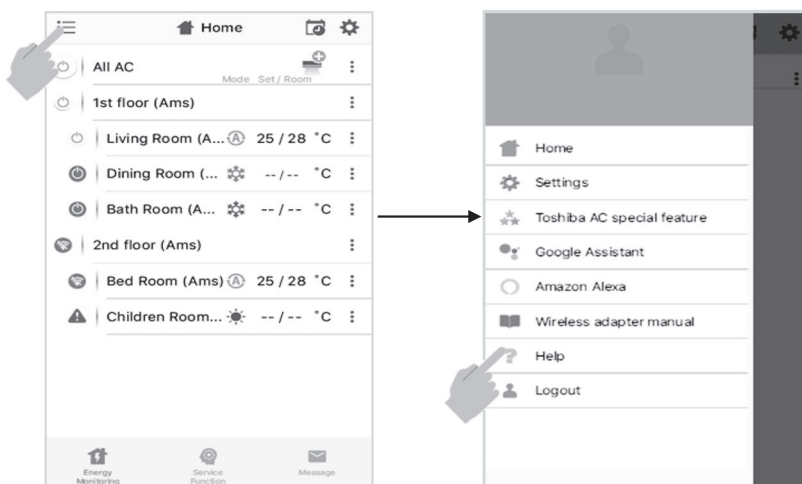 Home
All AC
Mode Set / Room
1st floor (Ams)
Living Room (A... A 25 / 28 °C
Dining Room (... -- / -- °C
Bath Room (A... -- / -- °C
2nd floor (Ams)
Bed Room (Ams) A 25 / 28 °C
Children Room... -- / -- °C
Energy Monitoring
Service Function
Message
Home
Settings
Toshiba AC special feature
Google Assistant
Amazon Alexa
Wireless adapter manual
Help
Logout